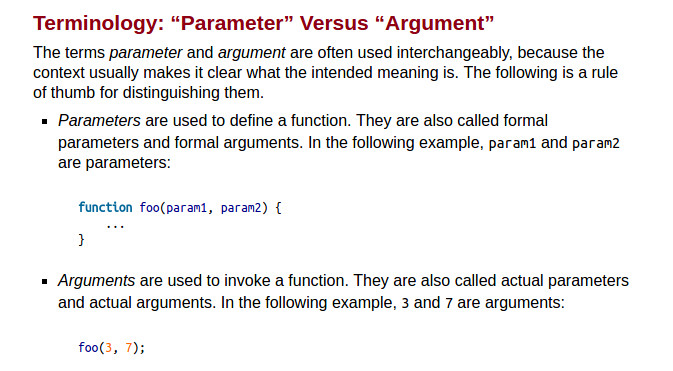 Terminology: “Parameter” Versus “Argument”
The terms parameter and argument are often used interchangeably, because the
context usually makes it clear what the intended meaning is. The following is a rule
of thumb for distinguishing them.
▪ Parameters are used to define a function. They are also called formal
parameters and formal arguments. In the following example, param1 and param2
are parameters:
function foo(param1, param2) {
...
}
▪ Arguments are used to invoke a function. They are also called actual parameters
and actual arguments. In the following example, 3 and 7 are arguments:
foo(3, 7);